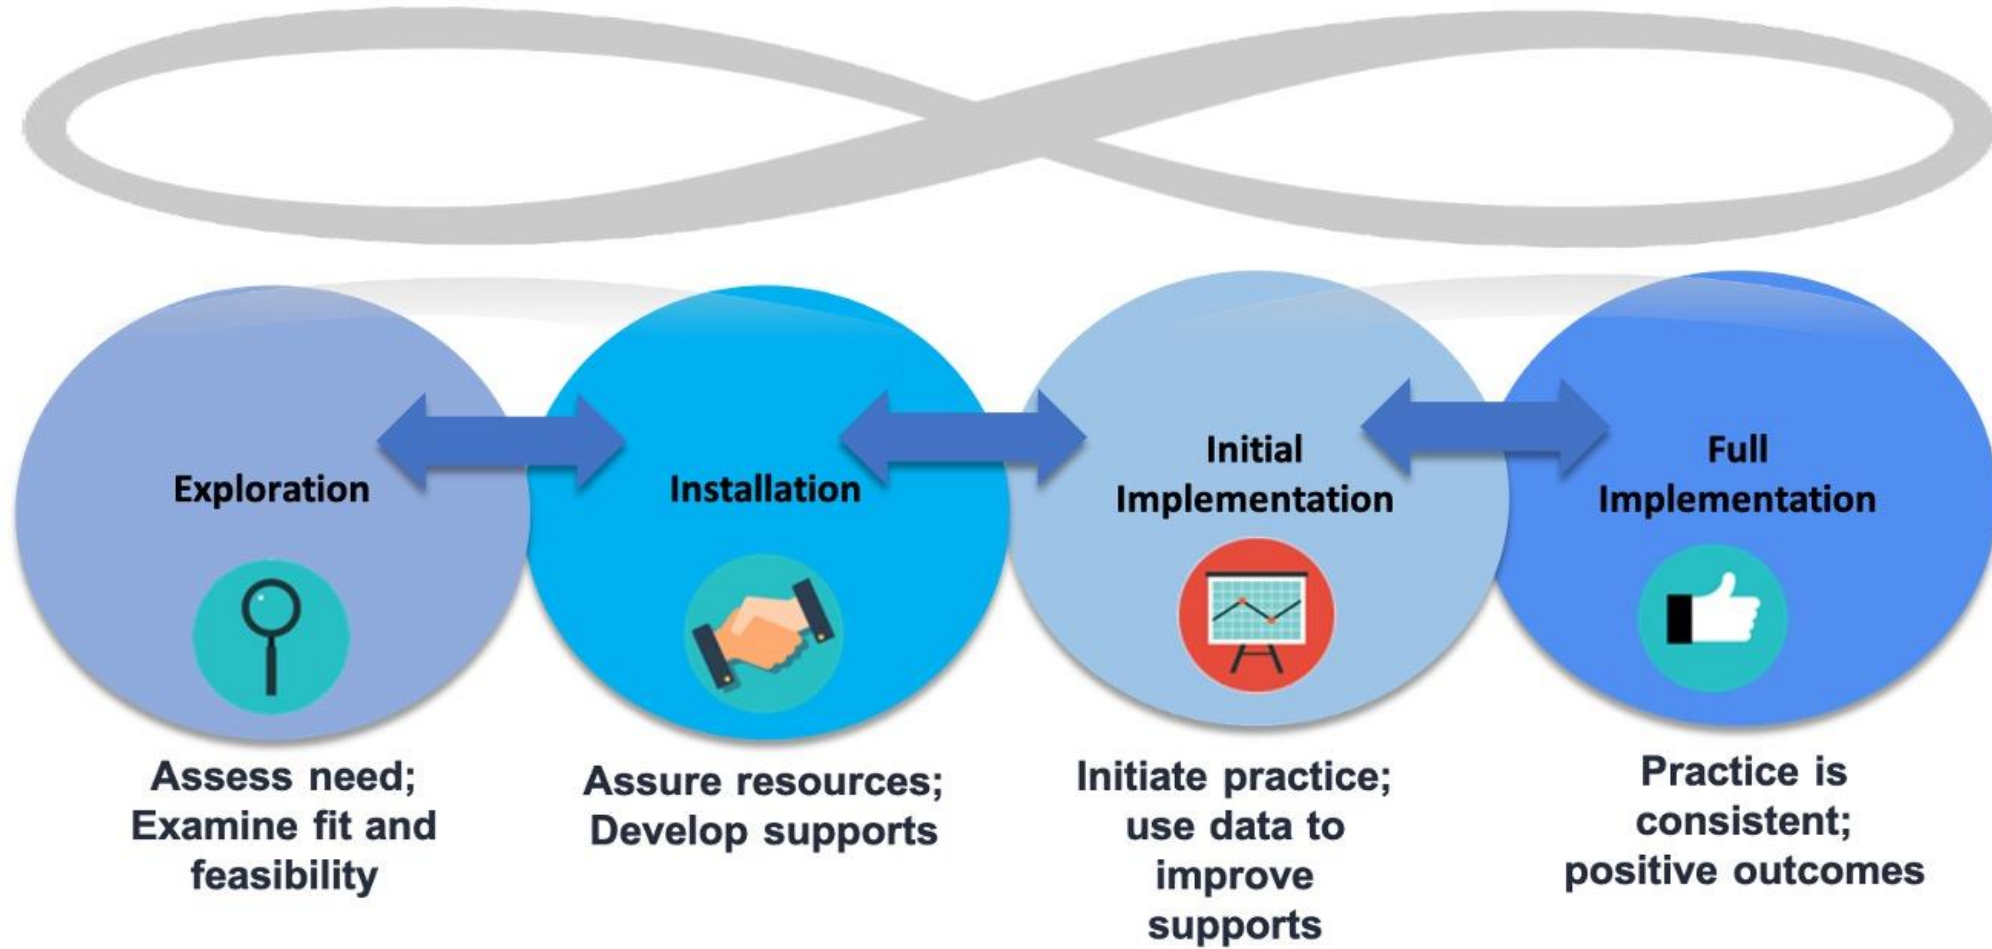 Exploration
Installation
Initial
Implementation
Full
Implementation
Assess need;
Examine fit and
feasibility
Assure resources;
Develop supports
Initiate practice;
use data to
improve
supports
Practice is
consistent;
positive outcomes